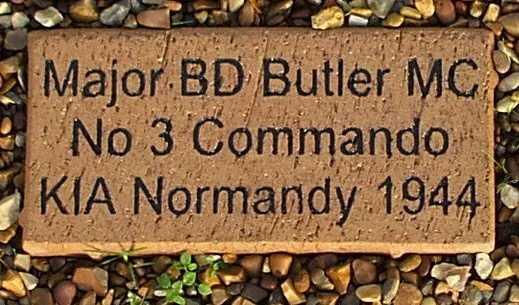 Major BD Butler MC
No 3 Commando
KIA Normandy 1944